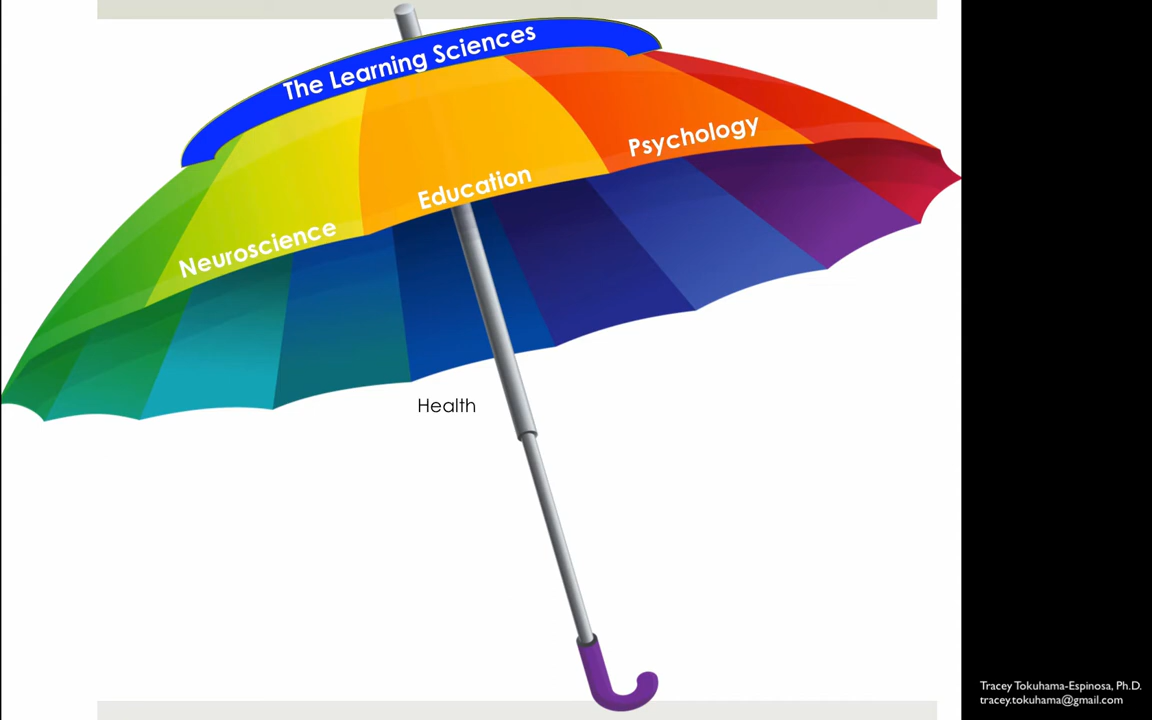 The Learning Sciences
Psychology
Education
Neuroscience
Health
Tracey Tokuhama-Espinosa, Ph.D.
tracey.tokuhama@gmail.com